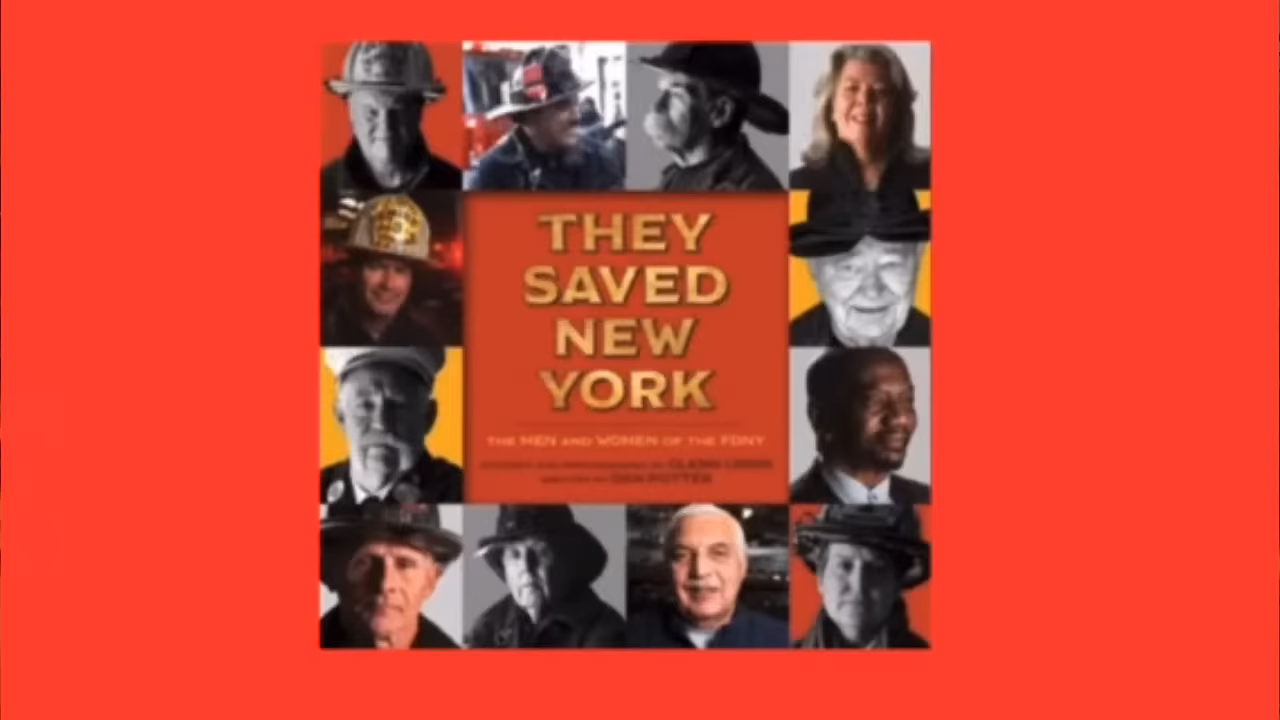 THEY
SAVED
NEW
YORK
THE MEN AND WOMEN OF THE FDNY